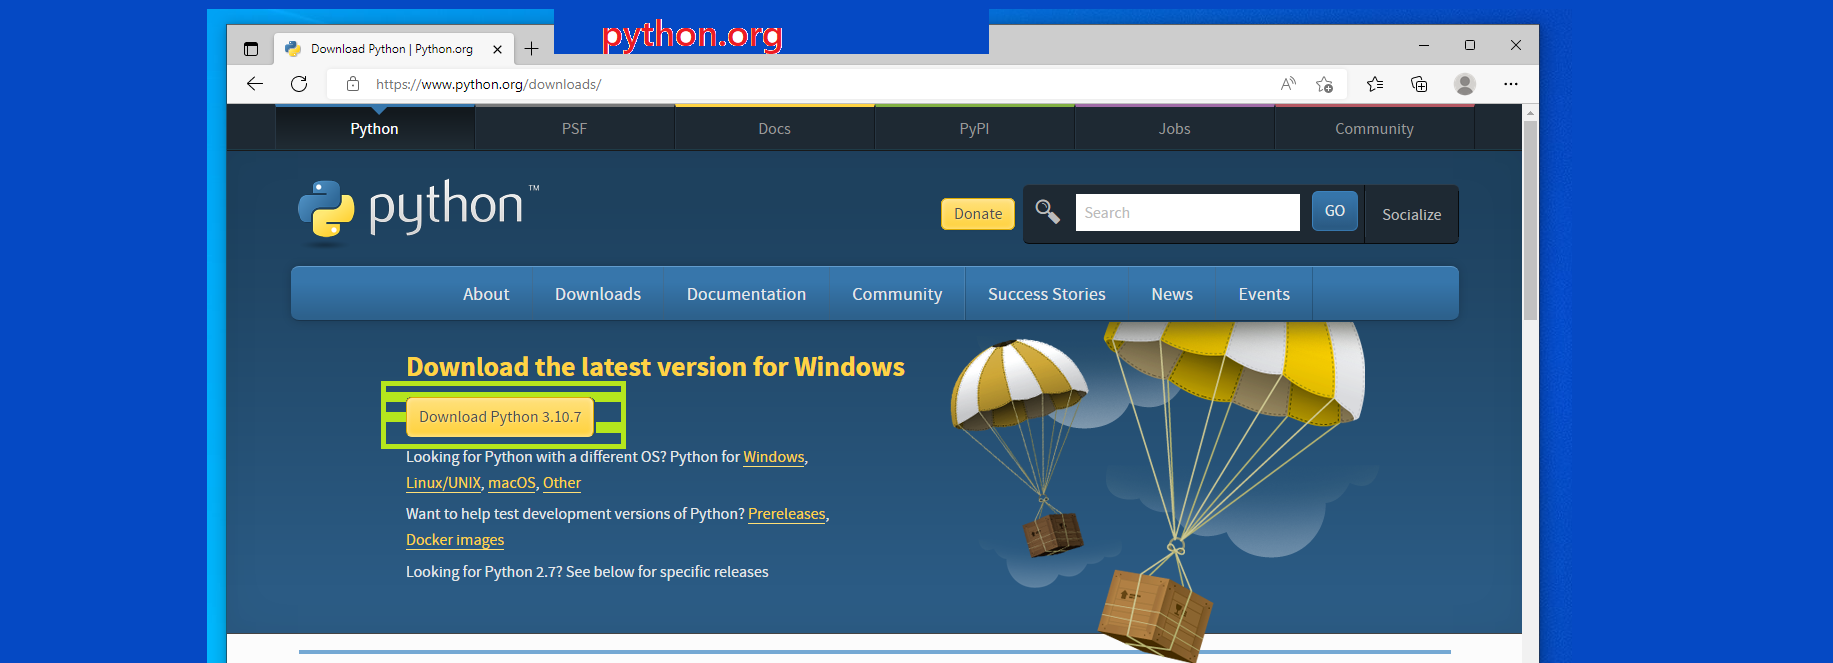 python.org
Download Python | Python.org
https://www.python.org/downloads/
Python PSF Docs PyPI Jobs Community
python™
Donate Search GO Socialize
About Downloads Documentation Community Success Stories News Events
Download the latest version for Windows
Download Python 3.10.7
Looking for Python with a different OS? Python for Windows,
Linux/UNIX, macOS, Other
Want to help test development versions of Python? Prereleases,
Docker images
Looking for Python 2.7? See below for specific releases